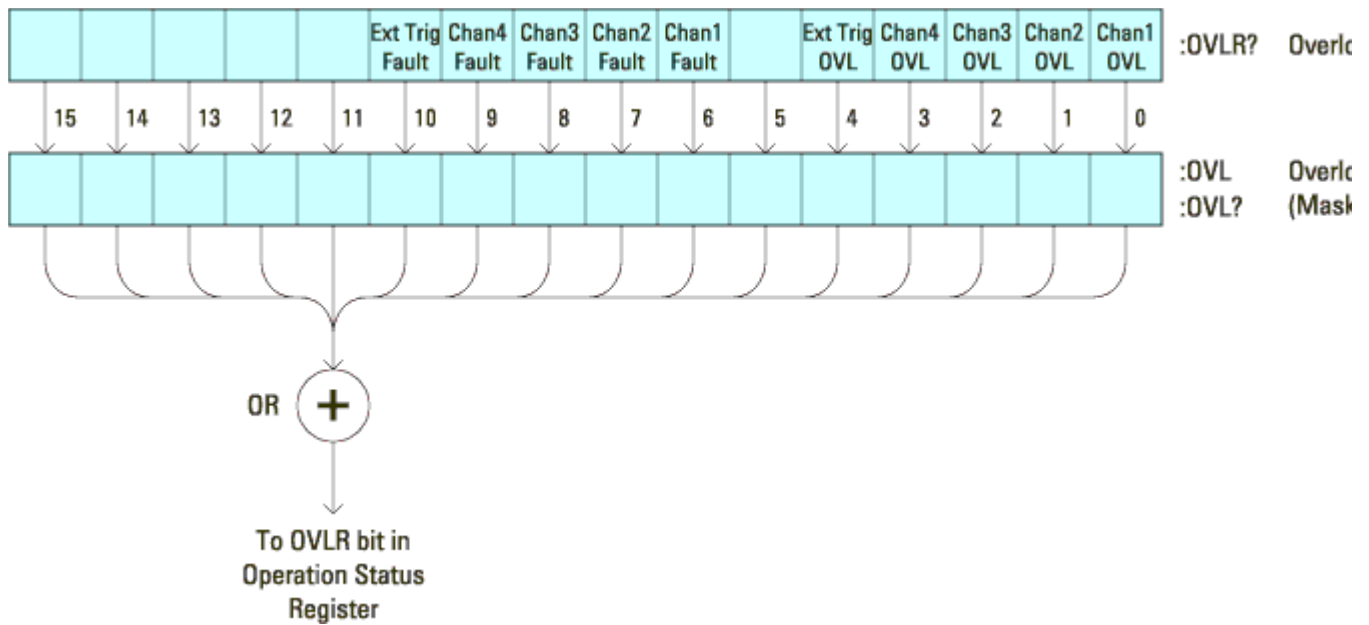 Ext Trig Fault
Chan4 Fault
Chan3 Fault
Chan2 Fault
Chan1 Fault
Ext Trig OVL
Chan4 OVL
Chan3 OVL
Chan2 OVL
Chan1 OVL
:OVLR?
15 14 13 12 11 10 9 8 7 6 5 4 3 2 1 0
:OVL
:OVL?
(Mask
OR
+
To OVLR bit in
Operation Status
Register